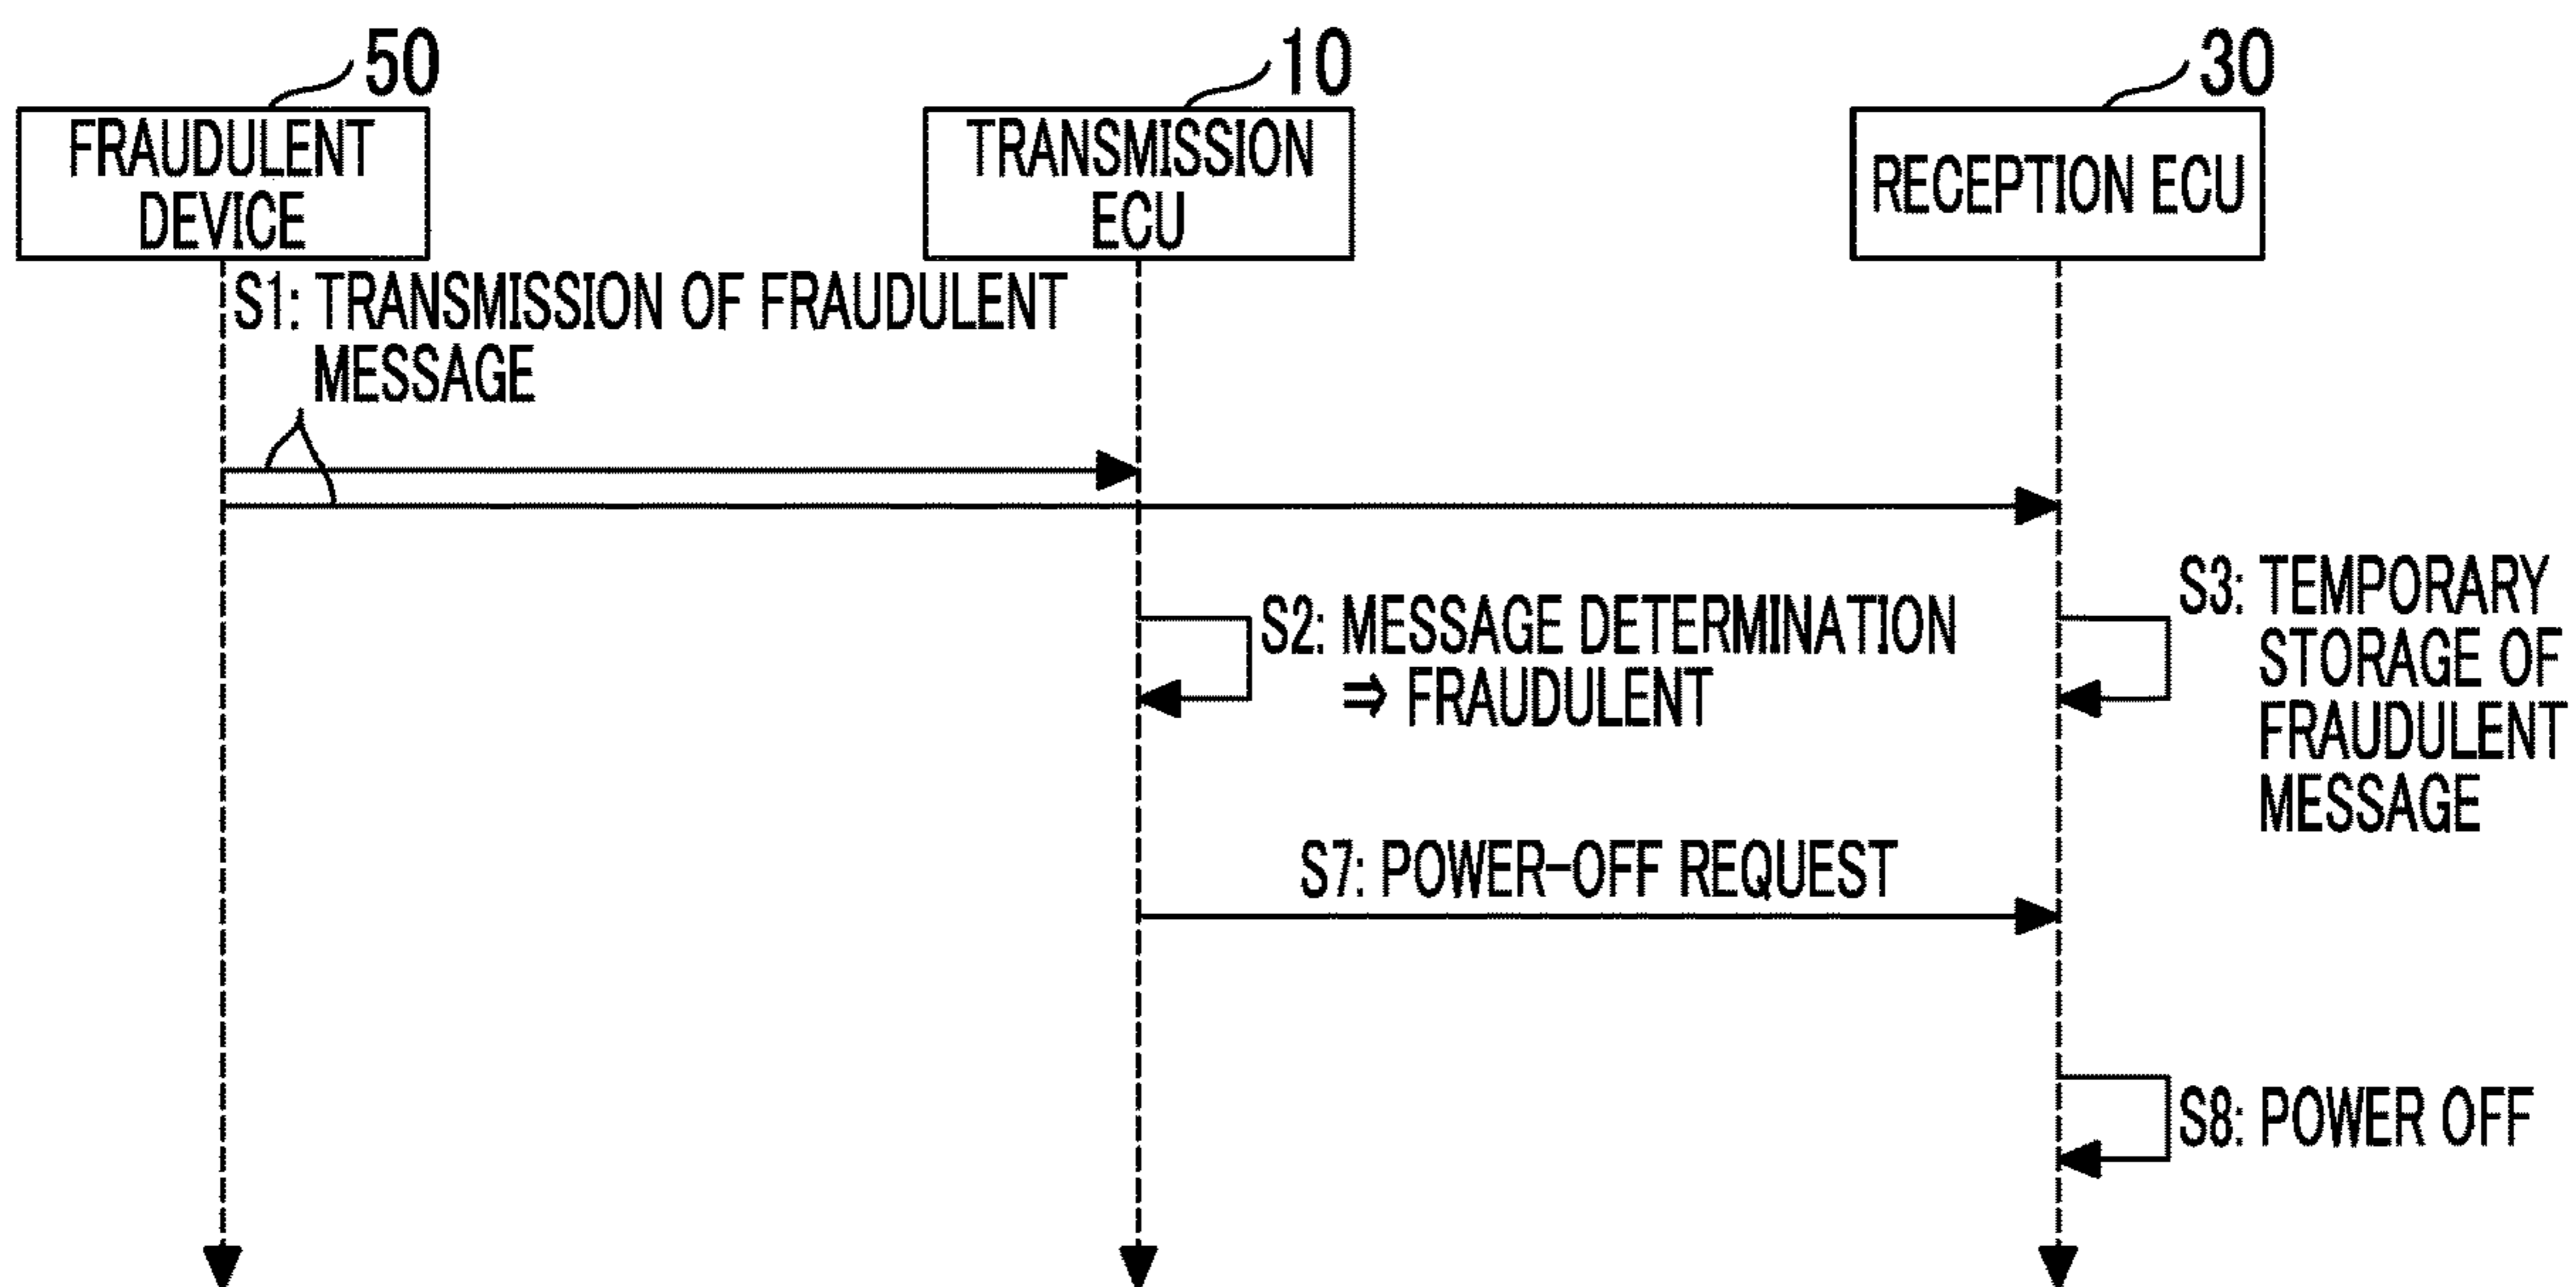 50
10
30
FRAUDULENT
DEVICE
TRANSMISSION
ECU
RECEPTION ECU
S1: TRANSMISSION OF FRAUDULENT
MESSAGE
S2: MESSAGE DETERMINATION
⇒ FRAUDULENT
S3: TEMPORARY
STORAGE OF
FRAUDULENT
MESSAGE
S7: POWER-OFF REQUEST
S8: POWER OFF